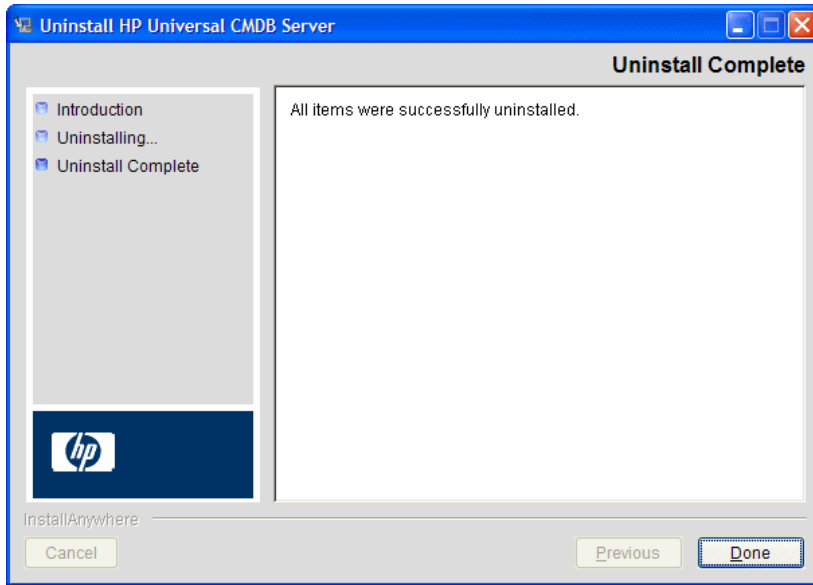 Uninstall HP Universal CMDB Server
Uninstall Complete
Introduction
Uninstalling...
Uninstall Complete
All items were successfully uninstalled.
hp
InstallAnywhere
Cancel
Previous
Done